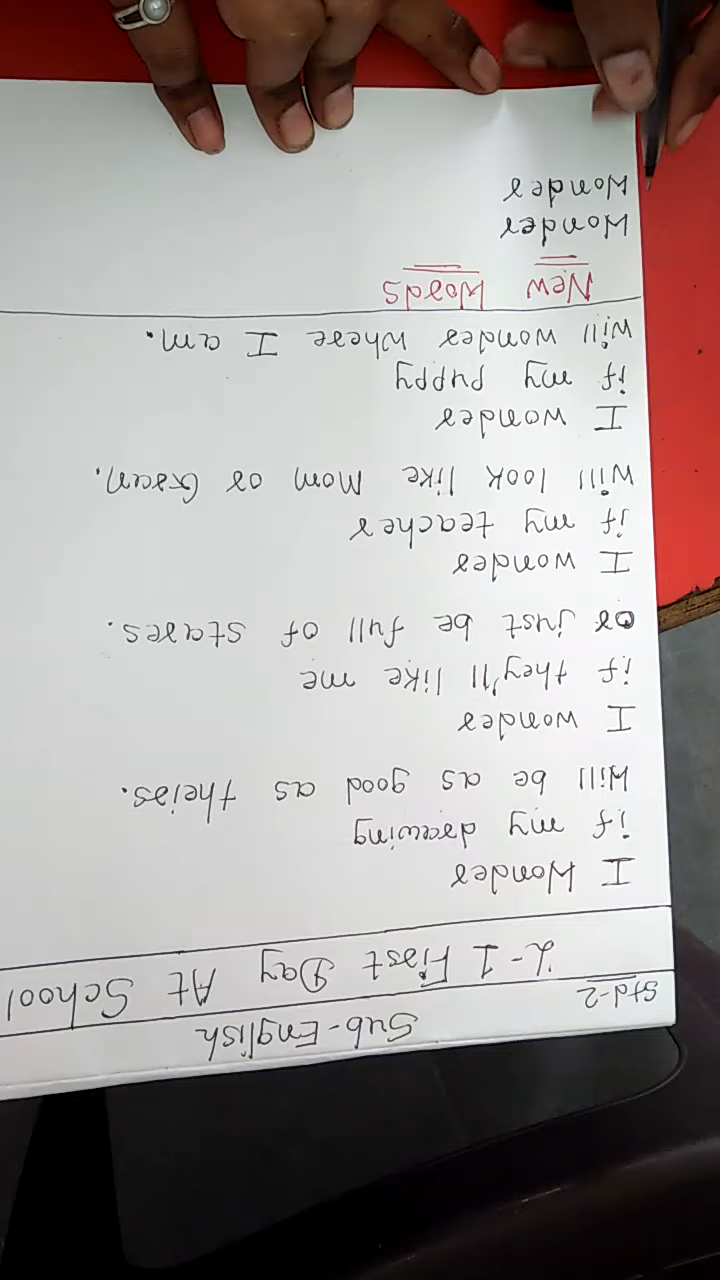 Sub-English
Std-2
L-1 First Day At School
I Wonder
if my drawing
Will be as good as theirs.
I wonder
if they'll like me
or just be full of stares.
I wonder
if my teacher
will look like Mom or Gram.
I wonder
if my puppy
will wonder where I am.
New Words
Wonder
Wonder